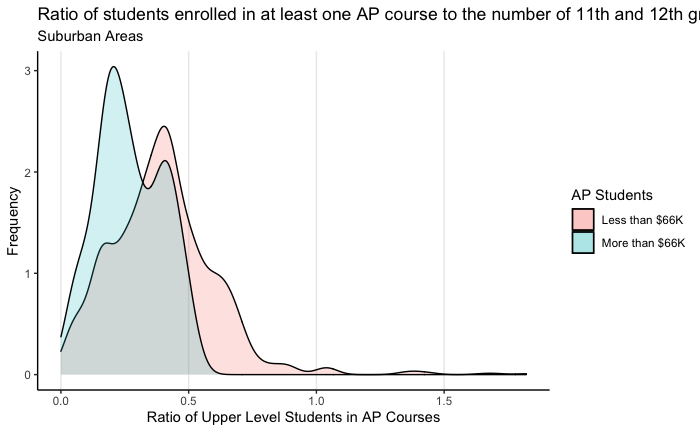 Ratio of students enrolled in at least one AP course to the number of 11th and 12th g
Suburban Areas
3
2
1
0
Frequency
0.0 0.5 1.0 1.5
Ratio of Upper Level Students in AP Courses
AP Students
Less than $66K
More than $66K